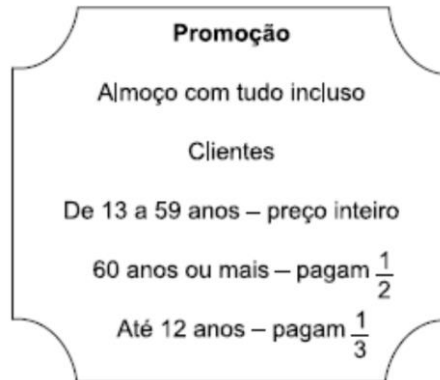 Promoção
Almoço com tudo incluso
Clientes
De 13 a 59 anos – preço inteiro
60 anos ou mais – pagam 1/2
Até 12 anos – pagam 1/3